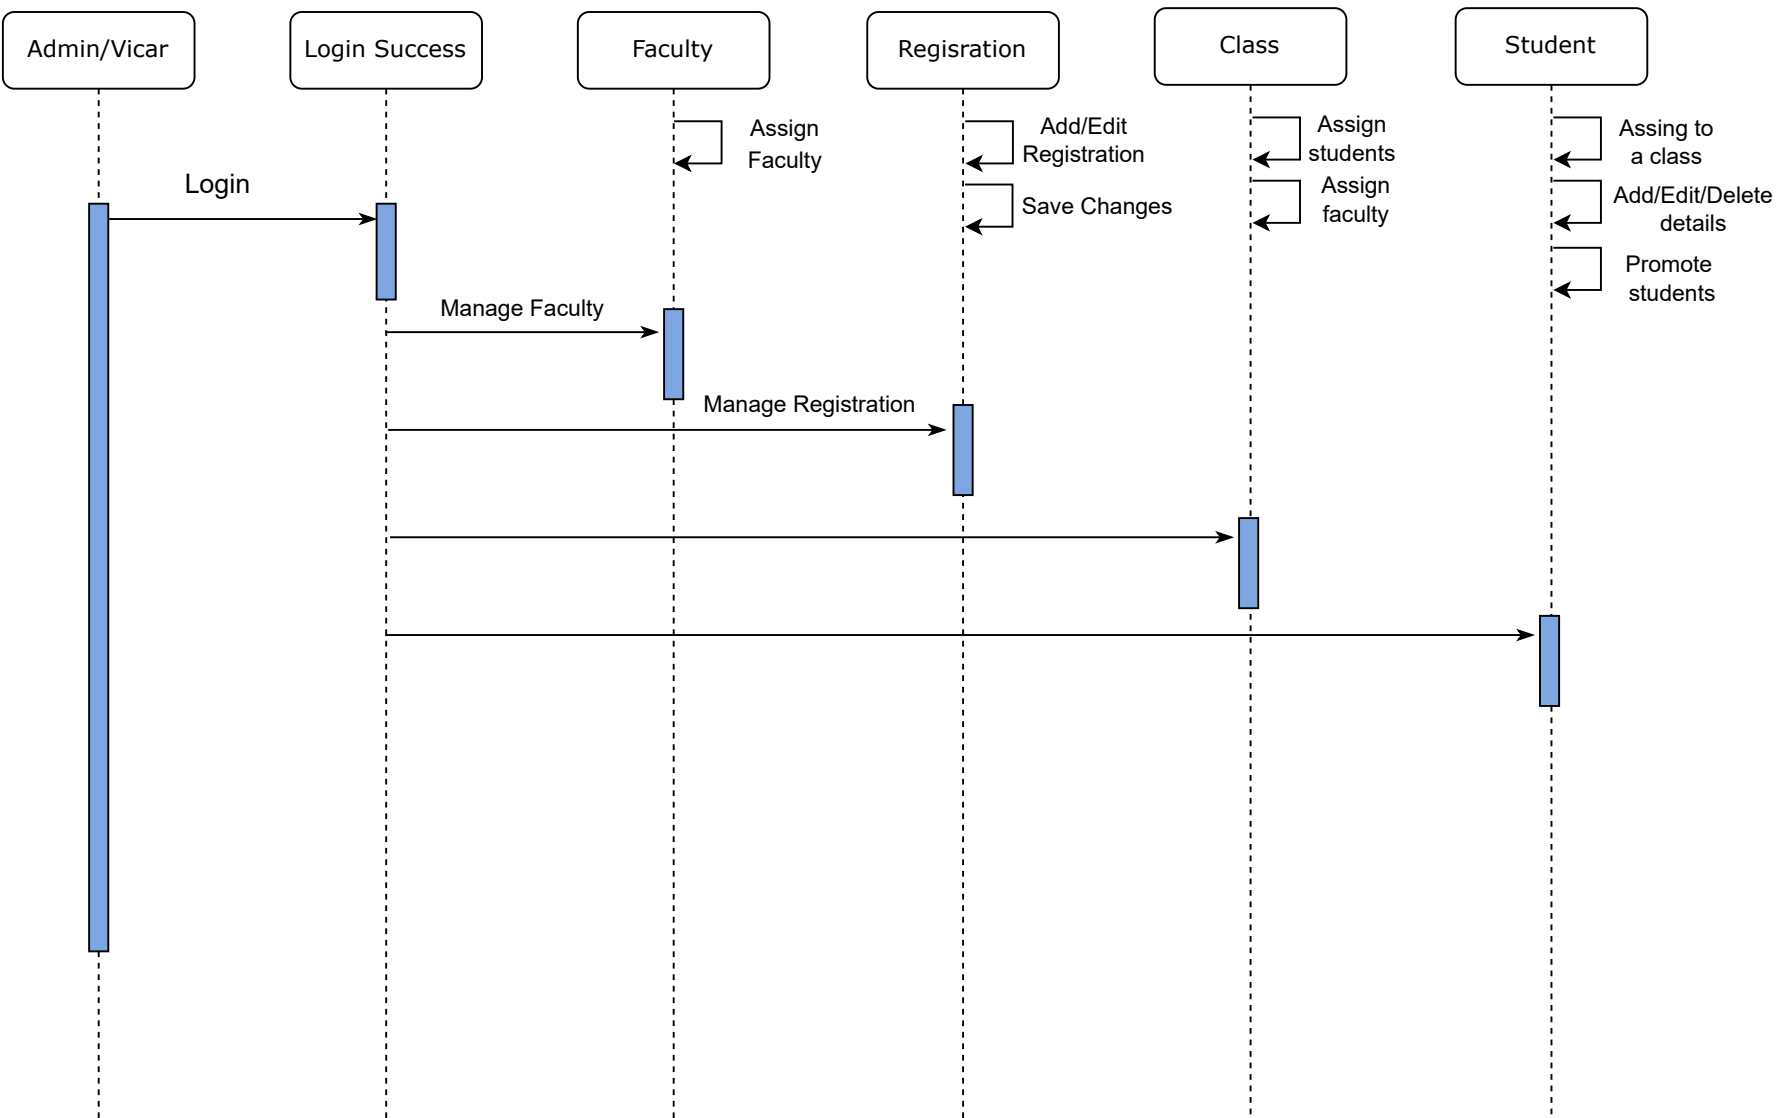 Admin/Vicar
Login Success
Faculty
Regisration
Class
Student
Assign
Faculty
Add/Edit
Registration
Save Changes
Assign
students
Assign
faculty
Assing to
a class
Add/Edit/Delete
details
Promote
students
Login
Manage Faculty
Manage Registration